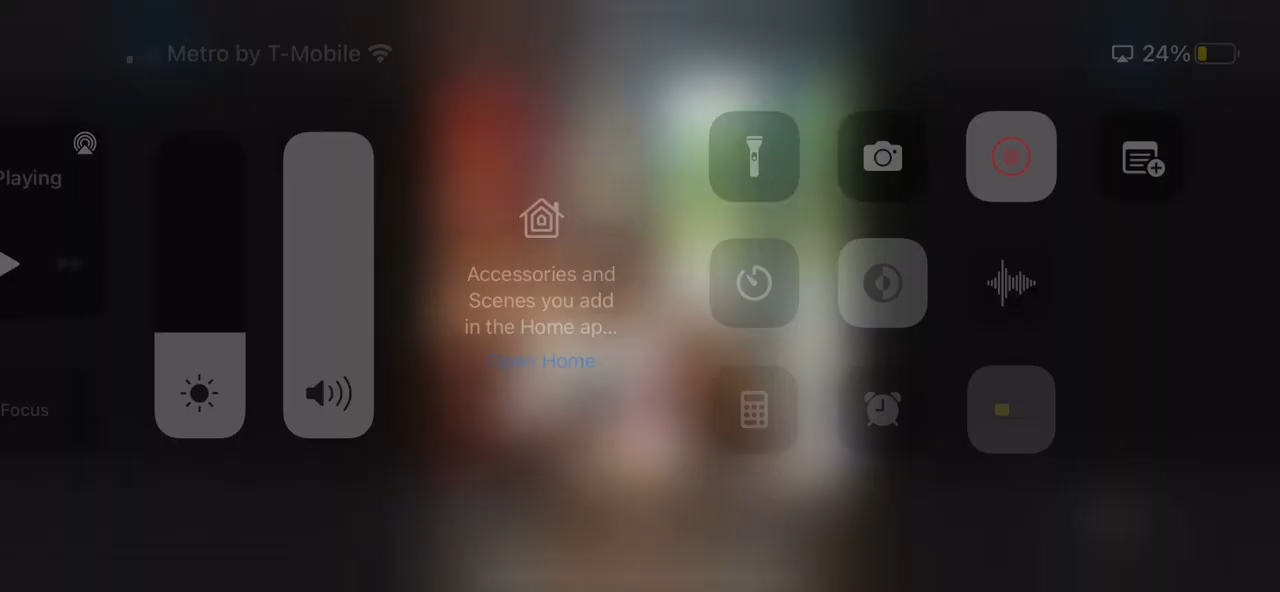 Metro by T-Mobile
24%
Playing
Accessories and
Scenes you add
in the Home ap...
Open Home
Focus